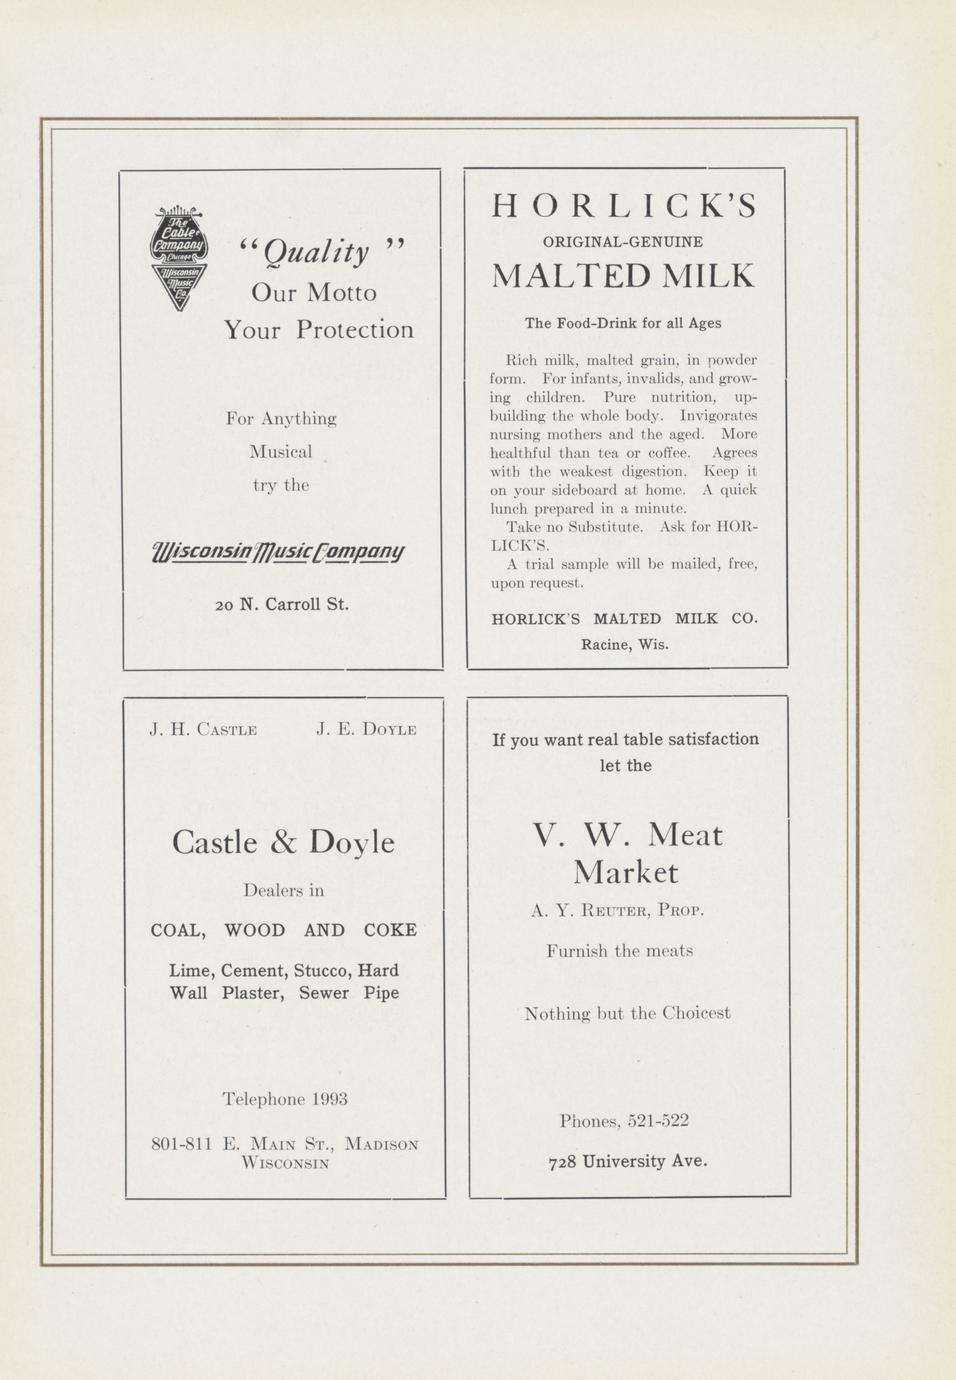 The
Cable
Company
Chicago
Wisconsin
Music
Co.
“Quality”
Our Motto
Your Protection
For Anything
Musical
try the
Wisconsin Music Company
20 N. Carroll St.
HORLICK'S
ORIGINAL-GENUINE
MALTED MILK
The Food-Drink for all Ages
Rich milk, malted grain, in powder
form. For infants, invalids, and grow-
ing children. Pure nutrition, up-
building the whole body. Invigorates
nursing mothers and the aged. More
healthful than tea or coffee. Agrees
with the weakest digestion. Keep it
on your sideboard at home. A quick
lunch prepared in a minute.
Take no Substitute. Ask for HOR-
LICK'S.
A trial sample will be mailed, free,
upon request.
HORLICK'S MALTED MILK CO.
Racine, Wis.
J. H. CASTLE J. E. DOYLE
Castle & Doyle
Dealers in
COAL, WOOD AND COKE
Lime, Cement, Stucco, Hard
Wall Plaster, Sewer Pipe
Telephone 1993
801-811 E. MAIN ST., MADISON
WISCONSIN
If you want real table satisfaction
let the
V. W. Meat
Market
A. Y. REUTER, PROP.
Furnish the meats
Nothing but the Choicest
Phones, 521-522
728 University Ave.